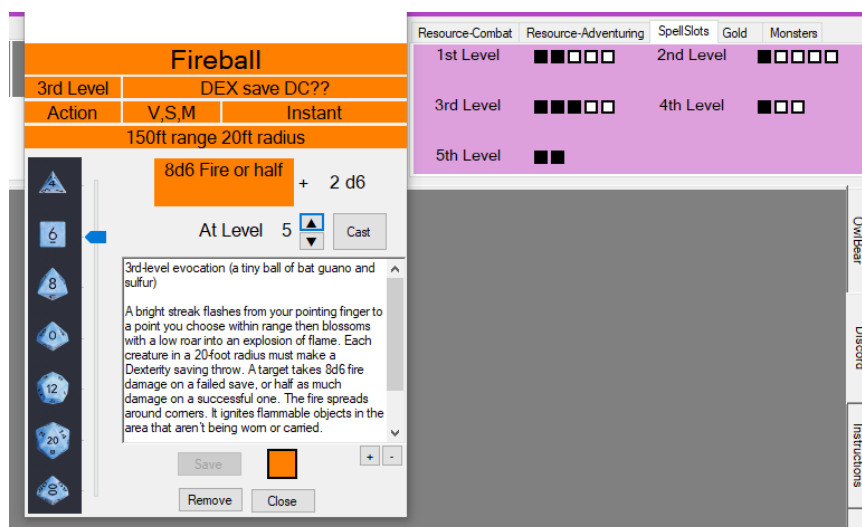 Resource-Combat Resource-Adventuring SpellSlots Gold Monsters
1st Level 2nd Level
3rd Level 4th Level
5th Level
Fireball
3rd Level DEX save DC??
Action V,S,M Instant
150ft range 20ft radius
8d6 Fire or half + 2 d6
At Level 5 ▲ ▼ Cast
4
6
8
0
12
20
00
3rd-level evocation (a tiny ball of bat guano and
sulfur)
A bright streak flashes from your pointing finger to
a point you choose within range then blossoms
with a low roar into an explosion of flame. Each
creature in a 20-foot radius must make a
Dexterity saving throw. A target takes 8d6 fire
damage on a failed save, or half as much
damage on a successful one. The fire spreads
around corners. It ignites flammable objects in the
area that aren't being worn or carried.
Save + -
Remove Close
OwlBear
Discord
Instructions